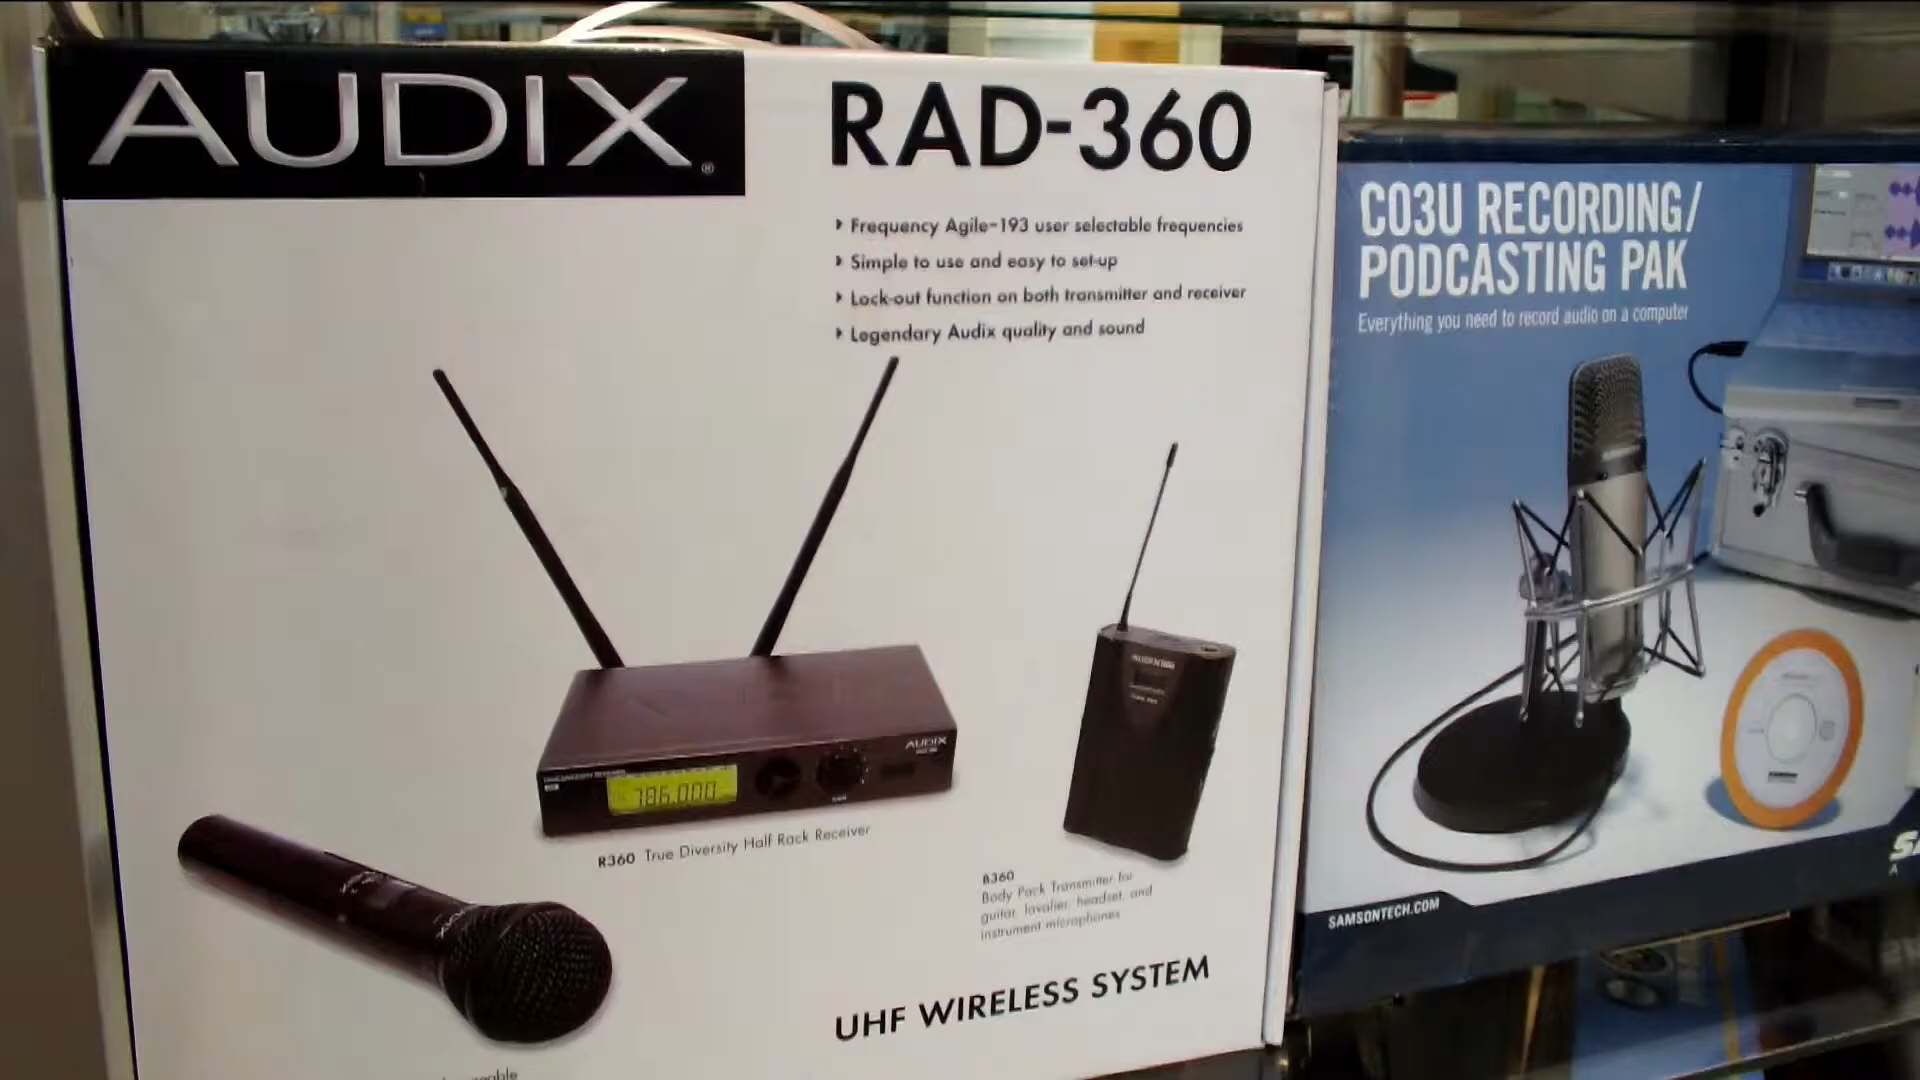 AUDIX®
RAD-360
Frequency Agile-193 user selectable frequencies
Simple to use and easy to set-up
Lock-out function on both transmitter and receiver
Legendary Audix quality and sound
AUDIX
786.000
R360 True Diversity Half Rack Receiver
B360
Body Pack Transmitter for
guitar, lavalier, headset, and
instrument microphones
UHF WIRELESS SYSTEM
CO3U RECORDING/
PODCASTING PAK
Everything you need to record audio on a computer
SAMSONTECH.COM